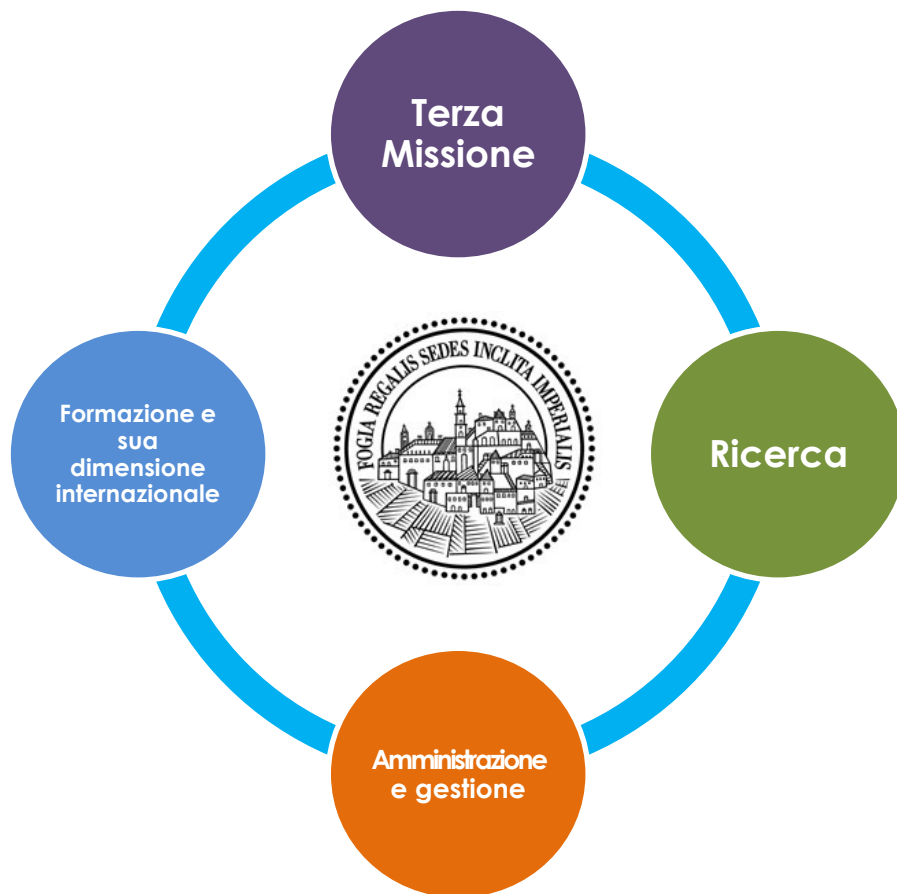 Terza
Missione
FOGIA REGALIS SEDES INCLITA IMPERIALIS
Formazione e
sua
dimensione
internazionale
Ricerca
Amministrazione
e gestione